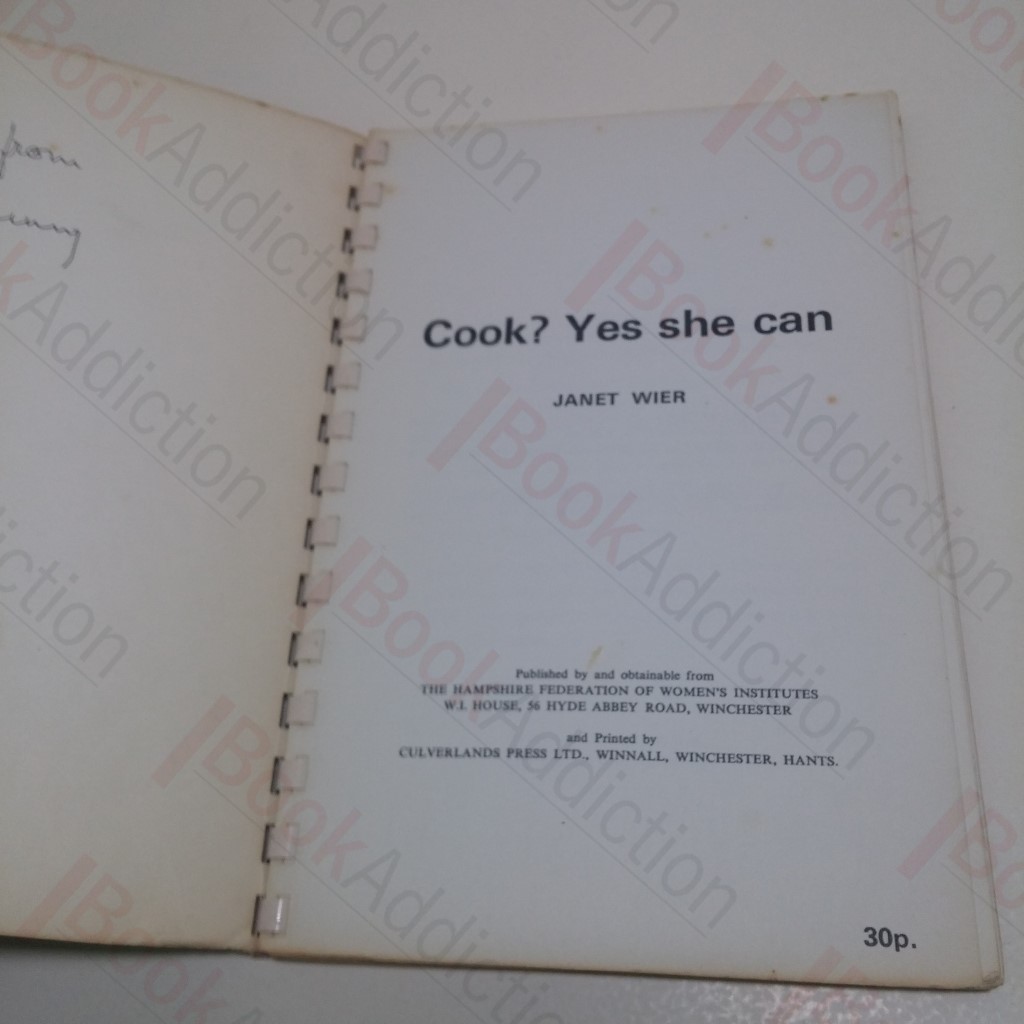 from
Cook? Yes she can
JANET WIER
Published by and obtainable from
THE HAMPSHIRE FEDERATION OF WOMEN'S INSTITUTES
W.I. HOUSE, 56 HYDE ABBEY ROAD, WINCHESTER
and Printed by
CULVERLANDS PRESS LTD., WINNALL, WINCHESTER, HANTS.
30p.
BookAddiction